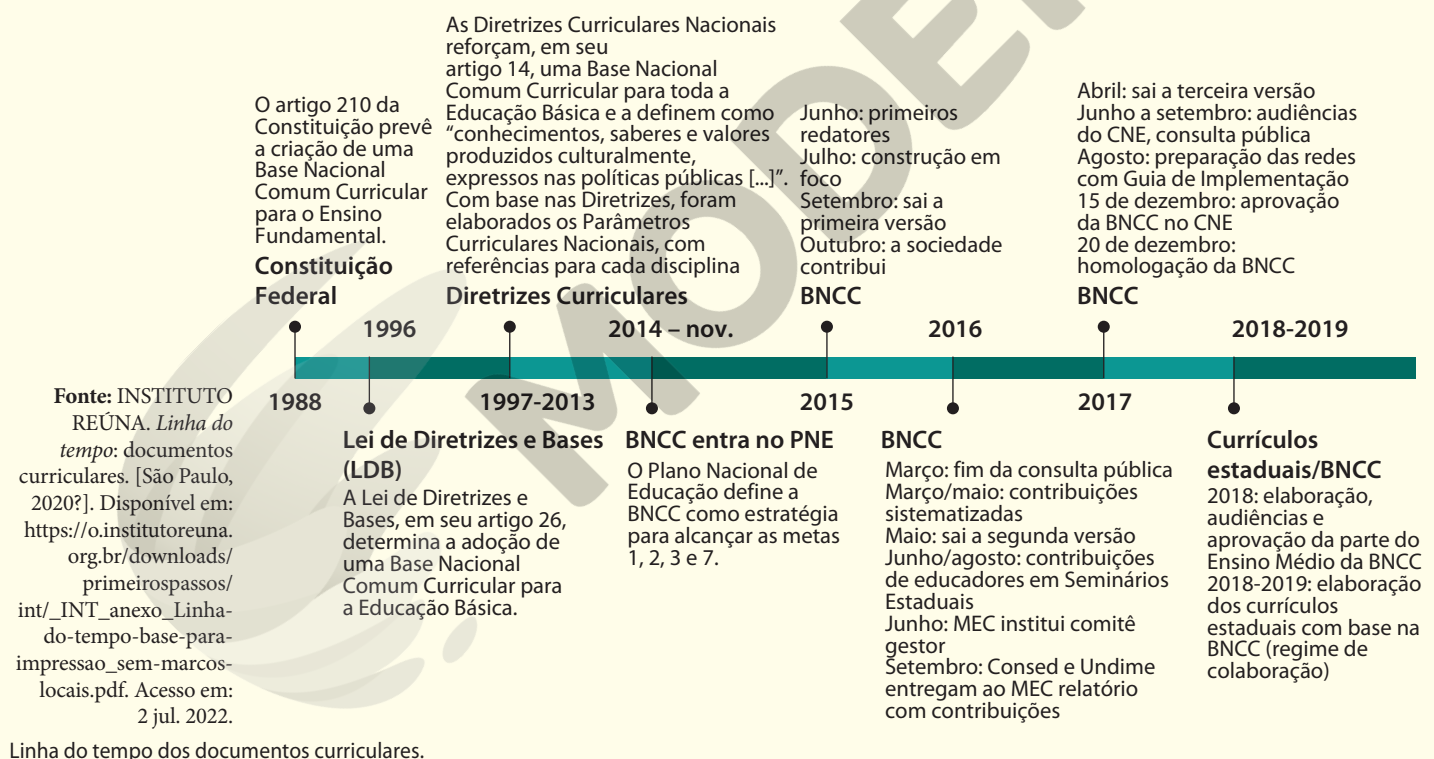 O artigo 210 da
Constituição prevê
a criação de uma
Base Nacional
Comum Curricular
para o Ensino
Fundamental.
Constituição
Federal
As Diretrizes Curriculares Nacionais
reforçam, em seu
artigo 14, uma Base Nacional
Comum Curricular para toda a
Educação Básica e a definem como
“conhecimentos, saberes e valores
produzidos culturalmente,
expressos nas políticas públicas [...]”.
Com base nas Diretrizes, foram
elaborados os Parâmetros
Curriculares Nacionais, com
referências para cada disciplina
Diretrizes Curriculares
Junho: primeiros
redatores
Julho: construção em
foco
Setembro: sai a
primeira versão
Outubro: a sociedade
contribui
BNCC
Abril: sai a terceira versão
Junho a setembro: audiências
do CNE, consulta pública
Agosto: preparação das redes
com Guia de Implementação
15 de dezembro: aprovação
da BNCC no CNE
20 de dezembro:
homologação da BNCC
BNCC
1996
2014 – nov.
2016
2018-2019
1988
1997-2013
2015
2017
Lei de Diretrizes e Bases
(LDB)
A Lei de Diretrizes e
Bases, em seu artigo 26,
determina a adoção de
uma Base Nacional
Comum Curricular para
a Educação Básica.
BNCC entra no PNE
O Plano Nacional de
Educação define a
BNCC como estratégia
para alcançar as metas
1, 2, 3 e 7.
BNCC
Março: fim da consulta pública
Março/maio: contribuições
sistematizadas
Maio: sai a segunda versão
Junho/agosto: contribuições
de educadores em Seminários
Estaduais
Junho: MEC institui comitê
gestor
Setembro: Consed e Undime
entregam ao MEC relatório
com contribuições
Currículos
estaduais/BNCC
2018: elaboração,
audiências e
aprovação da parte do
Ensino Médio da BNCC
2018-2019: elaboração
dos currículos
estaduais com base na
BNCC (regime de
colaboração)
Fonte: INSTITUTO
REÚNA. Linha do
tempo: documentos
curriculares. [São Paulo,
2020?]. Disponível em:
https://o.institutoreuna.
org.br/downloads/
primeirospassos/
int/_INT_anexo_Linha-
do-tempo-base-para-
impressao_sem-marcos-
locais.pdf. Acesso em:
2 jul. 2022.
Linha do tempo dos documentos curriculares.